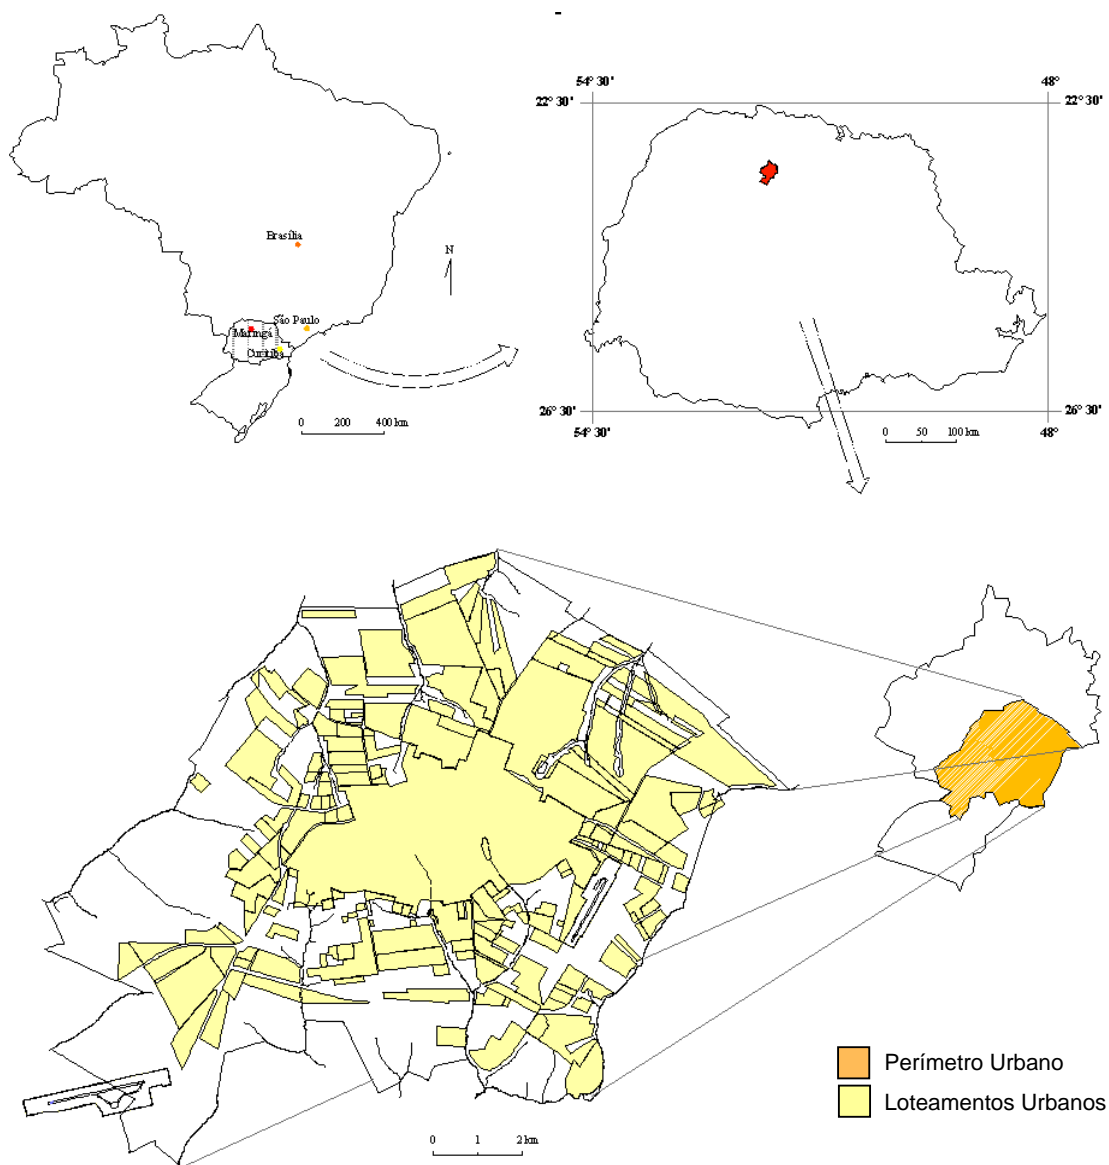 -
54° 30'
48°
22° 30'
22° 30'
Brasília
N
São Paulo
Maringá
Curitiba
0 200 400 km
26° 30'
26° 30'
54° 30'
48°
0 50 100 km
Perímetro Urbano
Loteamentos Urbanos
0 1 2 km